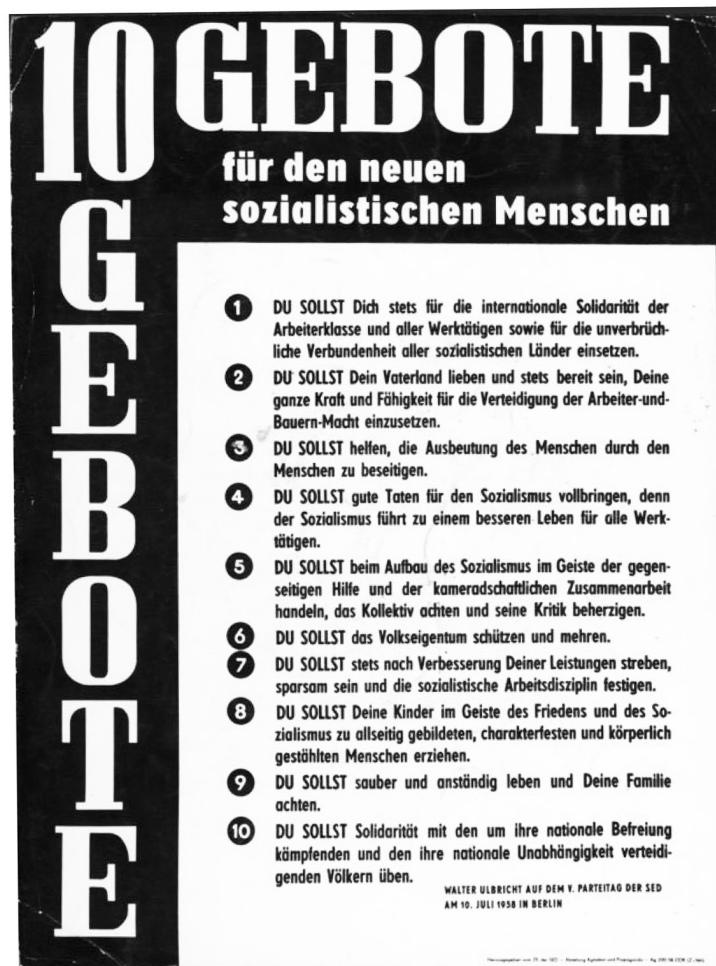 10 GEBOTE
für den neuen
sozialistischen Menschen
GEBOTE
1 DU SOLLST Dich stets für die internationale Solidarität der
Arbeiterklasse und aller Werktätigen sowie für die unverbrüch-
liche Verbundenheit aller sozialistischen Länder einsetzen.
2 DU SOLLST Dein Vaterland lieben und stets bereit sein, Deine
ganze Kraft und Fähigkeit für die Verteidigung der Arbeiter-und-
Bauern-Macht einzusetzen.
3 DU SOLLST helfen, die Ausbeutung des Menschen durch den
Menschen zu beseitigen.
4 DU SOLLST gute Taten für den Sozialismus vollbringen, denn
der Sozialismus führt zu einem besseren Leben für alle Werk-
tätigen.
5 DU SOLLST beim Aufbau des Sozialismus im Geiste der gegen-
seitigen Hilfe und der kameradschaftlichen Zusammenarbeit
handeln, das Kollektiv achten und seine Kritik beherzigen.
6 DU SOLLST das Volkseigentum schützen und mehren.
7 DU SOLLST stets nach Verbesserung Deiner Leistungen streben,
sparsam sein und die sozialistische Arbeitsdisziplin festigen.
8 DU SOLLST Deine Kinder im Geiste des Friedens und des So-
zialismus zu allseitig gebildeten, charakterfesten und körperlich
gestählten Menschen erziehen.
9 DU SOLLST sauber und anständig leben und Deine Familie
achten.
10 DU SOLLST Solidarität mit den um ihre nationale Befreiung
kämpfenden und den ihre nationale Unabhängigkeit verteidi-
genden Völkern üben.
WALTER ULBRICHT AUF DEM V. PARTEITAG DER SED
AM 10. JULI 1958 IN BERLIN